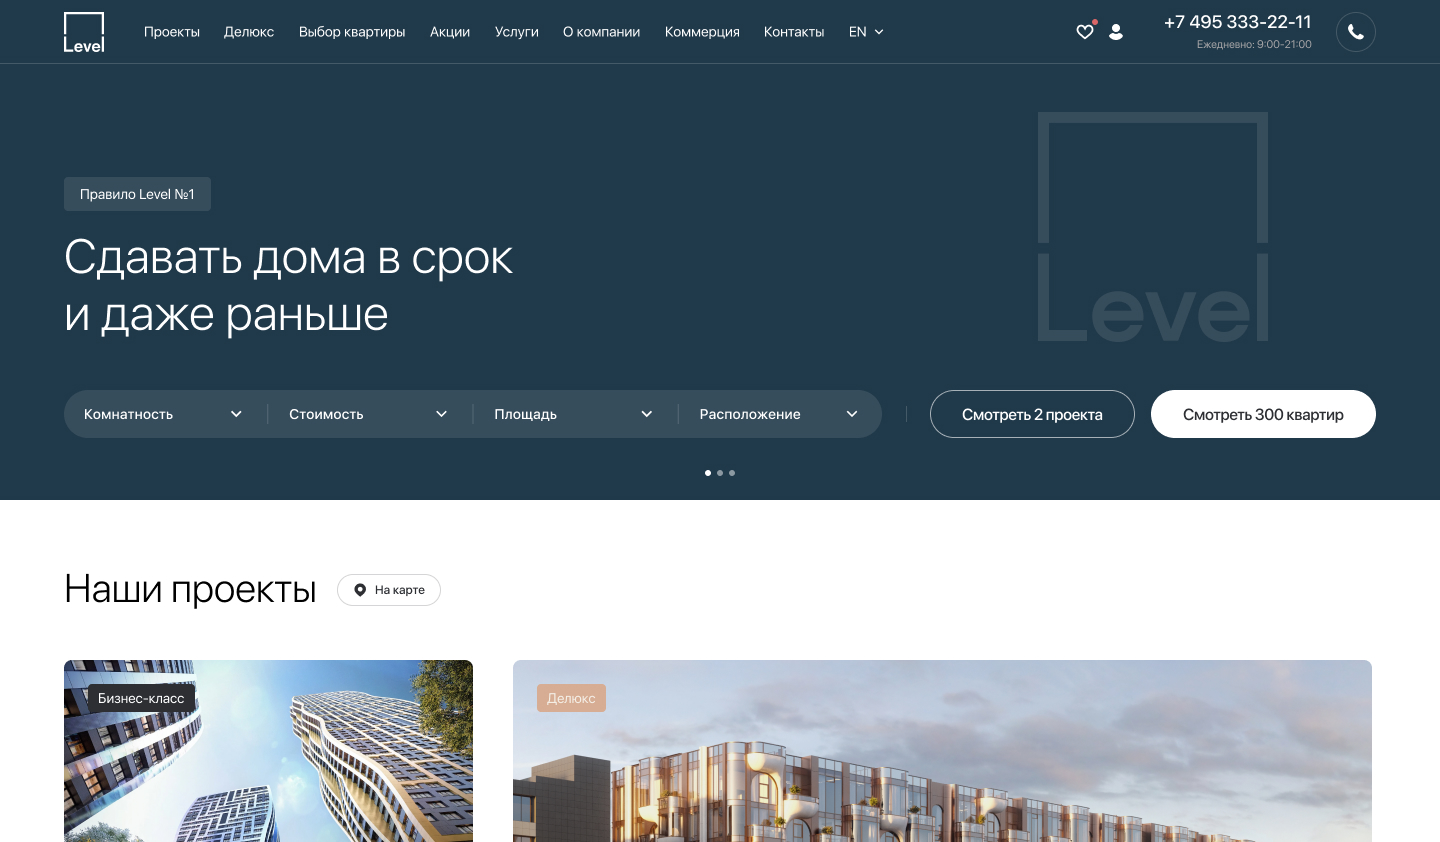 Level
Проекты
Делюкс
Выбор квартиры
Акции
Услуги
О компании
Коммерция
Контакты
EN
+7 495 333-22-11
Ежедневно: 9:00-21:00
Правило Level №1
Сдавать дома в срок
и даже раньше
Level
Комнатность
Стоимость
Площадь
Расположение
Смотреть 2 проекта
Смотреть 300 квартир
Наши проекты
На карте
Бизнес-класс
Делюкс